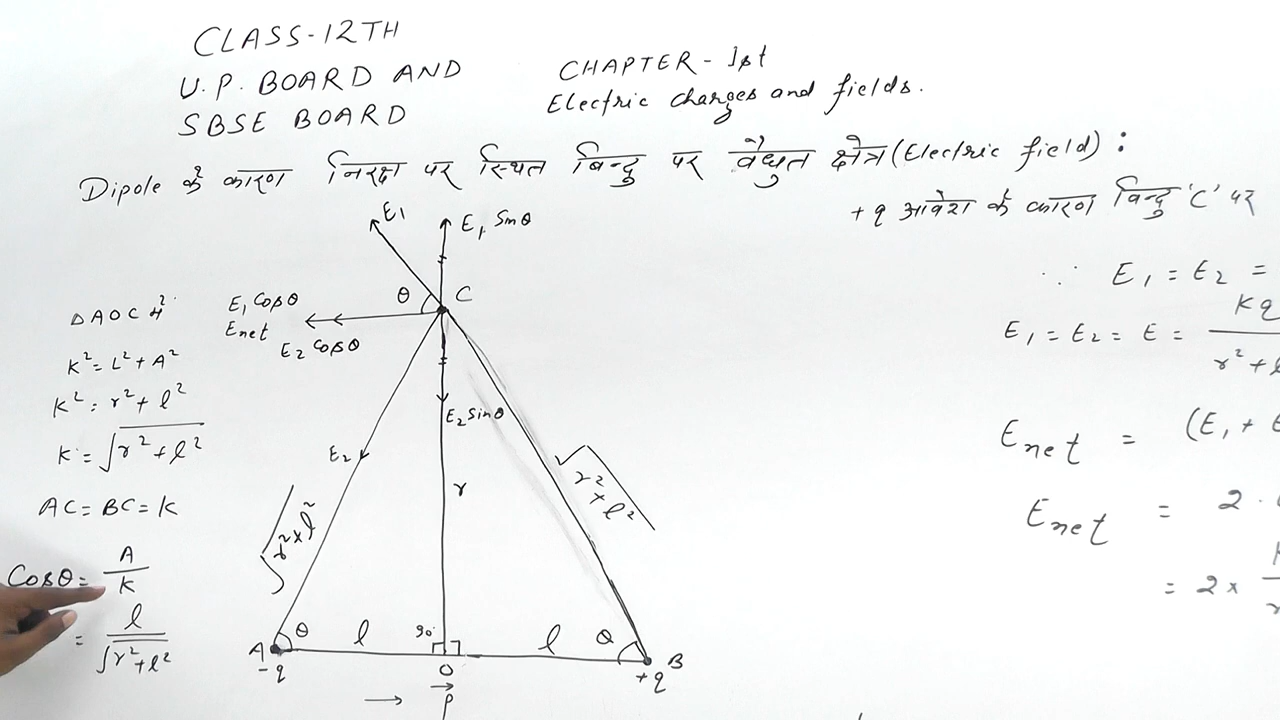 CLASS-12TH
U.P. BOARD AND
SBSE BOARD
CHAPTER-1st
Electric charges and fields.
Dipole के कारण निरक्ष पर स्थित बिन्दु पर वैधुत क्षेत्र (Electric field) :
+q आवेश के कारण बिन्दु 'C' पर
E1
E1 Sinθ
θ
C
E1 Cosθ
Enet
E2 Cosθ
E2 Sinθ
E2
r
√r²×l²
√r²×l²
A
-q
θ
l
90°
O
l
θ
B
+q
→ P
ΔAOC में
K² = L² + A²
K² = r² + l²
K = √r² + l²
AC = BC = K
Cosθ = A/K
= l/√r² + l²
∵ E1 = E2 =
E1 = E2 = E = Kq
r² + l
Enet = (E1 + E
Enet = 2 ·
= 2 ×